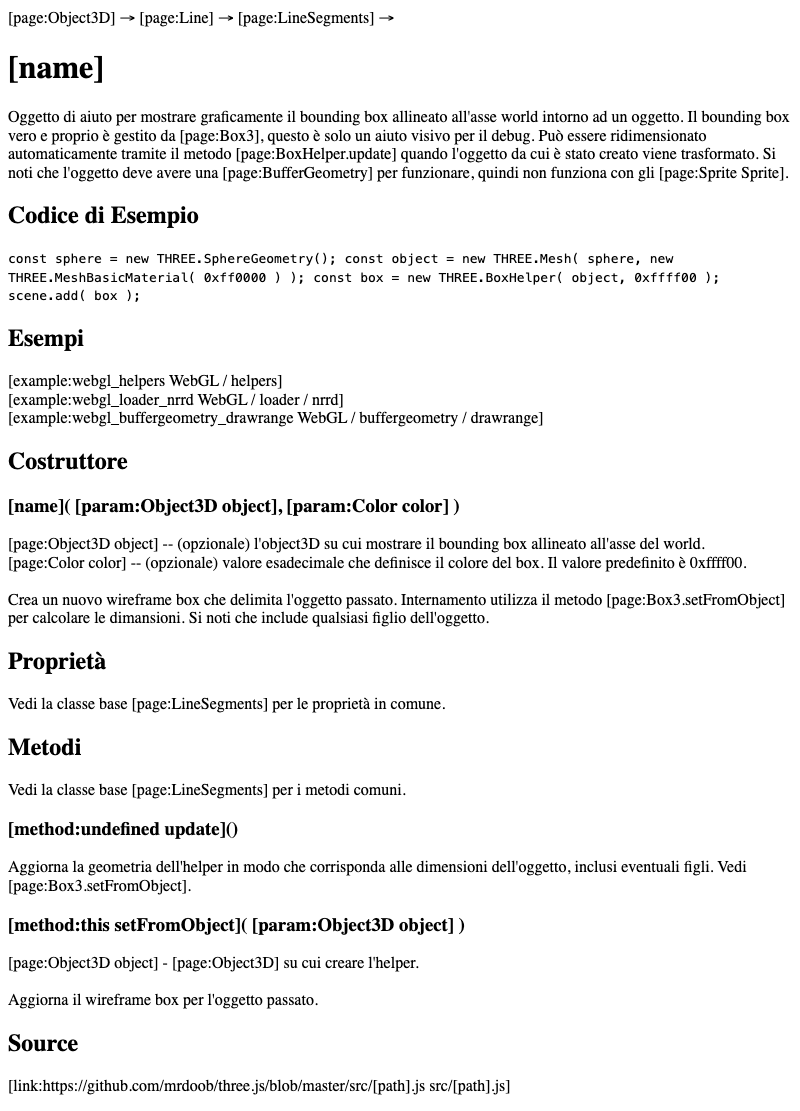 [page:Object3D] → [page:Line] → [page:LineSegments] →
[name]
Oggetto di aiuto per mostrare graficamente il bounding box allineato all'asse world intorno ad un oggetto. Il bounding box
vero e proprio è gestito da [page:Box3], questo è solo un aiuto visivo per il debug. Può essere ridimensionato
automaticamente tramite il metodo [page:BoxHelper.update] quando l'oggetto da cui è stato creato viene trasformato. Si
noti che l'oggetto deve avere una [page:BufferGeometry] per funzionare, quindi non funziona con gli [page:Sprite Sprite].
Codice di Esempio
const sphere = new THREE.SphereGeometry(); const object = new THREE.Mesh( sphere, new
THREE.MeshBasicMaterial( 0xff0000 ) ); const box = new THREE.BoxHelper( object, 0xffff00 );
scene.add( box );
Esempi
[example:webgl_helpers WebGL / helpers]
[example:webgl_loader_nrrd WebGL / loader / nrrd]
[example:webgl_buffergeometry_drawrange WebGL / buffergeometry / drawrange]
Costruttore
[name]( [param:Object3D object], [param:Color color] )
[page:Object3D object] -- (opzionale) l'object3D su cui mostrare il bounding box allineato all'asse del world.
[page:Color color] -- (opzionale) valore esadecimale che definisce il colore del box. Il valore predefinito è 0xffff00.
Crea un nuovo wireframe box che delimita l'oggetto passato. Internamento utilizza il metodo [page:Box3.setFromObject]
per calcolare le dimansioni. Si noti che include qualsiasi figlio dell'oggetto.
Proprietà
Vedi la classe base [page:LineSegments] per le proprietà in comune.
Metodi
Vedi la classe base [page:LineSegments] per i metodi comuni.
[method:undefined update]()
Aggiorna la geometria dell'helper in modo che corrisponda alle dimensioni dell'oggetto, inclusi eventuali figli. Vedi
[page:Box3.setFromObject].
[method:this setFromObject]( [param:Object3D object] )
[page:Object3D object] - [page:Object3D] su cui creare l'helper.
Aggiorna il wireframe box per l'oggetto passato.
Source
[link:https://github.com/mrdoob/three.js/blob/master/src/[path].js src/[path].js]